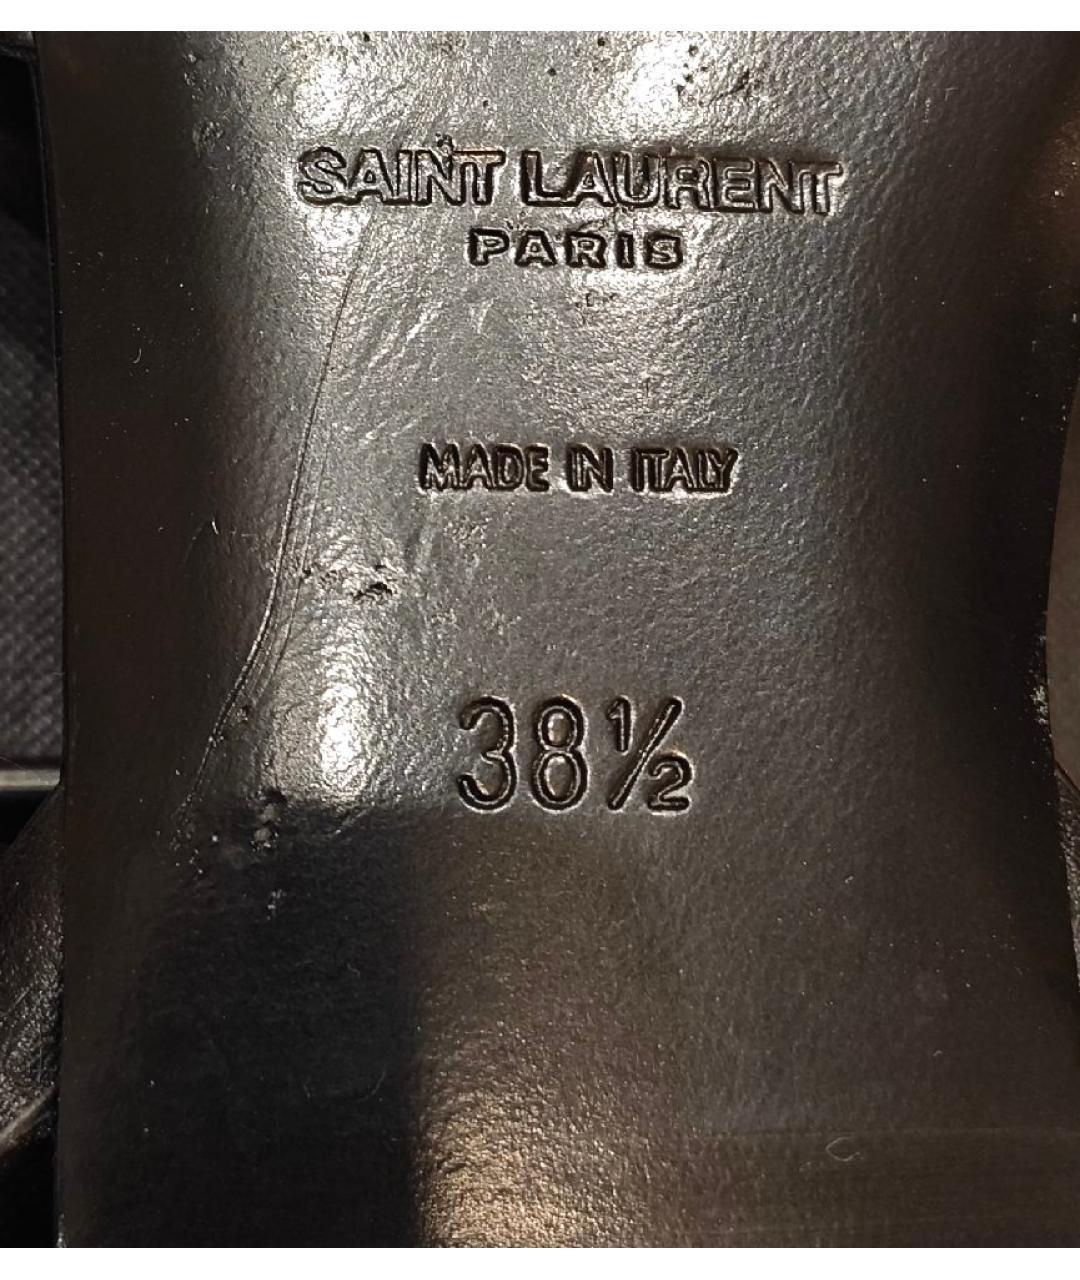 SAINT LAURENT
PARIS
MADE IN ITALY
38½